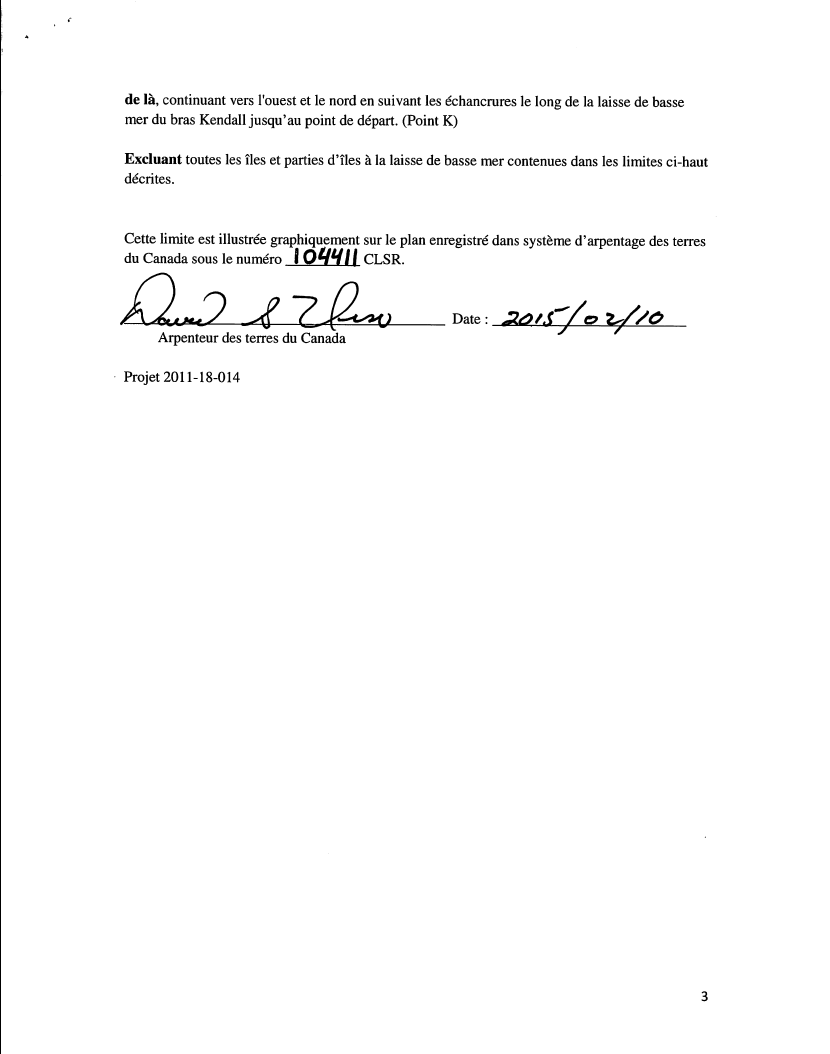 de là, continuant vers l'ouest et le nord en suivant les échancrures le long de la laisse de basse
mer du bras Kendall jusqu'au point de départ. (Point K)
Excluant toutes les îles et parties d'îles à la laisse de basse mer contenues dans les limites ci-haut
décrites.
Cette limite est illustrée graphiquement sur le plan enregistré dans système d'arpentage des terres
du Canada sous le numéro 104411 CLSR.
Date : 2015/02/10
Arpenteur des terres du Canada
Projet 2011-18-014
3